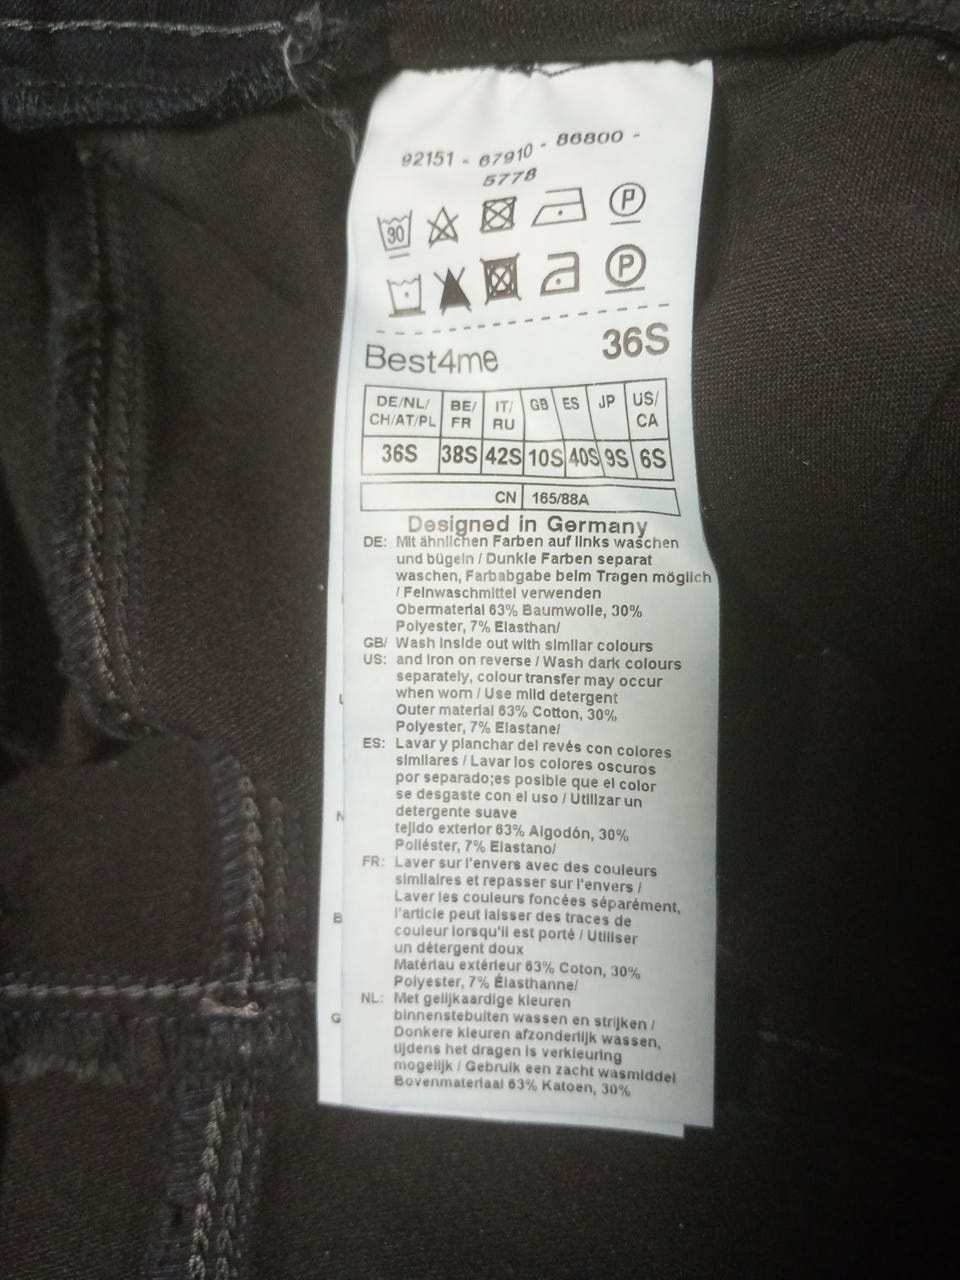 92151 - 67910 - 86800 -
5778
30 P
P
Best4me 36S
DE/NL/ CH/AT/PL BE/ FR IT/ RU GB ES JP US/ CA
36S 38S 42S 10S 40S 9S 6S
CN 165/88A
Designed in Germany
DE: Mit ähnlichen Farben auf links waschen
und bügeln / Dunkle Farben separat
waschen, Farbabgabe beim Tragen möglich
/ Feinwaschmittel verwenden
Obermaterial 63% Baumwolle, 30%
Polyester, 7% Elasthan/
GB/ Wash inside out with similar colours
US: and iron on reverse / Wash dark colours
separately, colour transfer may occur
when worn / Use mild detergent
Outer material 63% Cotton, 30%
Polyester, 7% Elastane/
ES: Lavar y planchar del revés con colores
similares / Lavar los colores oscuros
por separado;es posible que el color
se desgaste con el uso / Utilizar un
detergente suave
tejido exterior 63% Algodón, 30%
Poliéster, 7% Elastano/
FR: Laver sur l'envers avec des couleurs
similaires et repasser sur l'envers /
Laver les couleurs foncées séparément,
l'article peut laisser des traces de
couleur lorsqu'il est porté / Utiliser
un détergent doux
Matériau extérieur 63% Coton, 30%
Polyester, 7% Élasthanne/
NL: Met gelijkaardige kleuren
binnenstebuiten wassen en strijken /
Donkere kleuren afzonderlijk wassen,
tijdens het dragen is verkleuring
mogelijk / Gebruik een zacht wasmiddel
Bovenmateriaal 63% Katoen, 30%